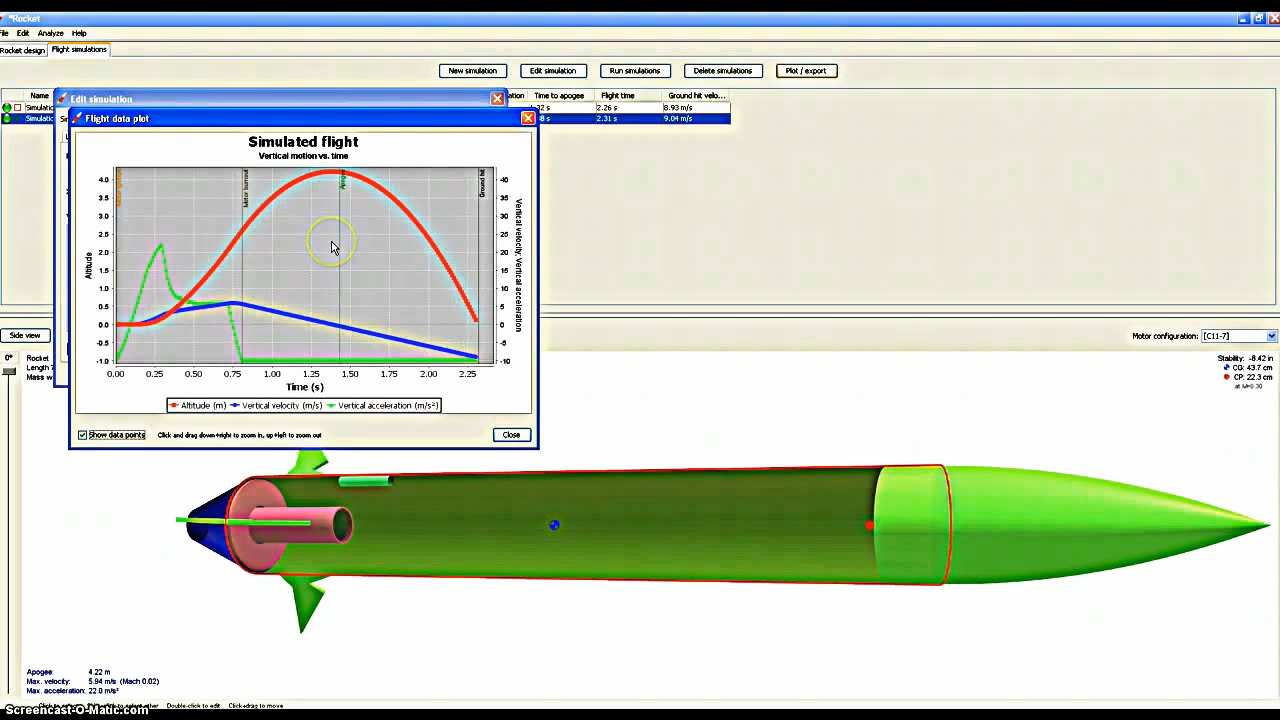 *Rocket
File Edit Analyze Help
Rocket design Flight simulations
New simulation Edit simulation Run simulations Delete simulations Plot / export
Name Time to apogee Flight time Ground hit velo...
Simulatio 2.26 s 8.93 m/s
Simulatio 2.31 s 9.04 m/s
Edit simulation
Flight data plot
Simulated flight
Vertical motion vs. time
Motor burnout
Apogee
Ground hit
Altitude
4.0
3.5
3.0
2.5
2.0
1.5
1.0
0.5
0.0
-0.5
-1.0
40
35
30
25
20
15
10
5
0
-5
-10
Vertical velocity; Vertical acceleration
0.00 0.25 0.50 0.75 1.00 1.25 1.50 1.75 2.00 2.25
Time (s)
Altitude (m) Vertical velocity (m/s) Vertical acceleration (m/s²)
Show data points Click and drag down+right to zoom in, up+left to zoom out Close
Side view
Motor configuration: [C11-7]
0°
Rocket
Length 7
Mass w
Stability: -8.42 in
CG: 43.7 cm
CP: 22.3 cm
at M=0.30
Apogee: 4.22 m
Max. velocity: 5.94 m/s (Mach 0.02)
Max. acceleration: 22.0 m/s²
Double-click to edit Click+drag to move
Screencast-O-Matic.com